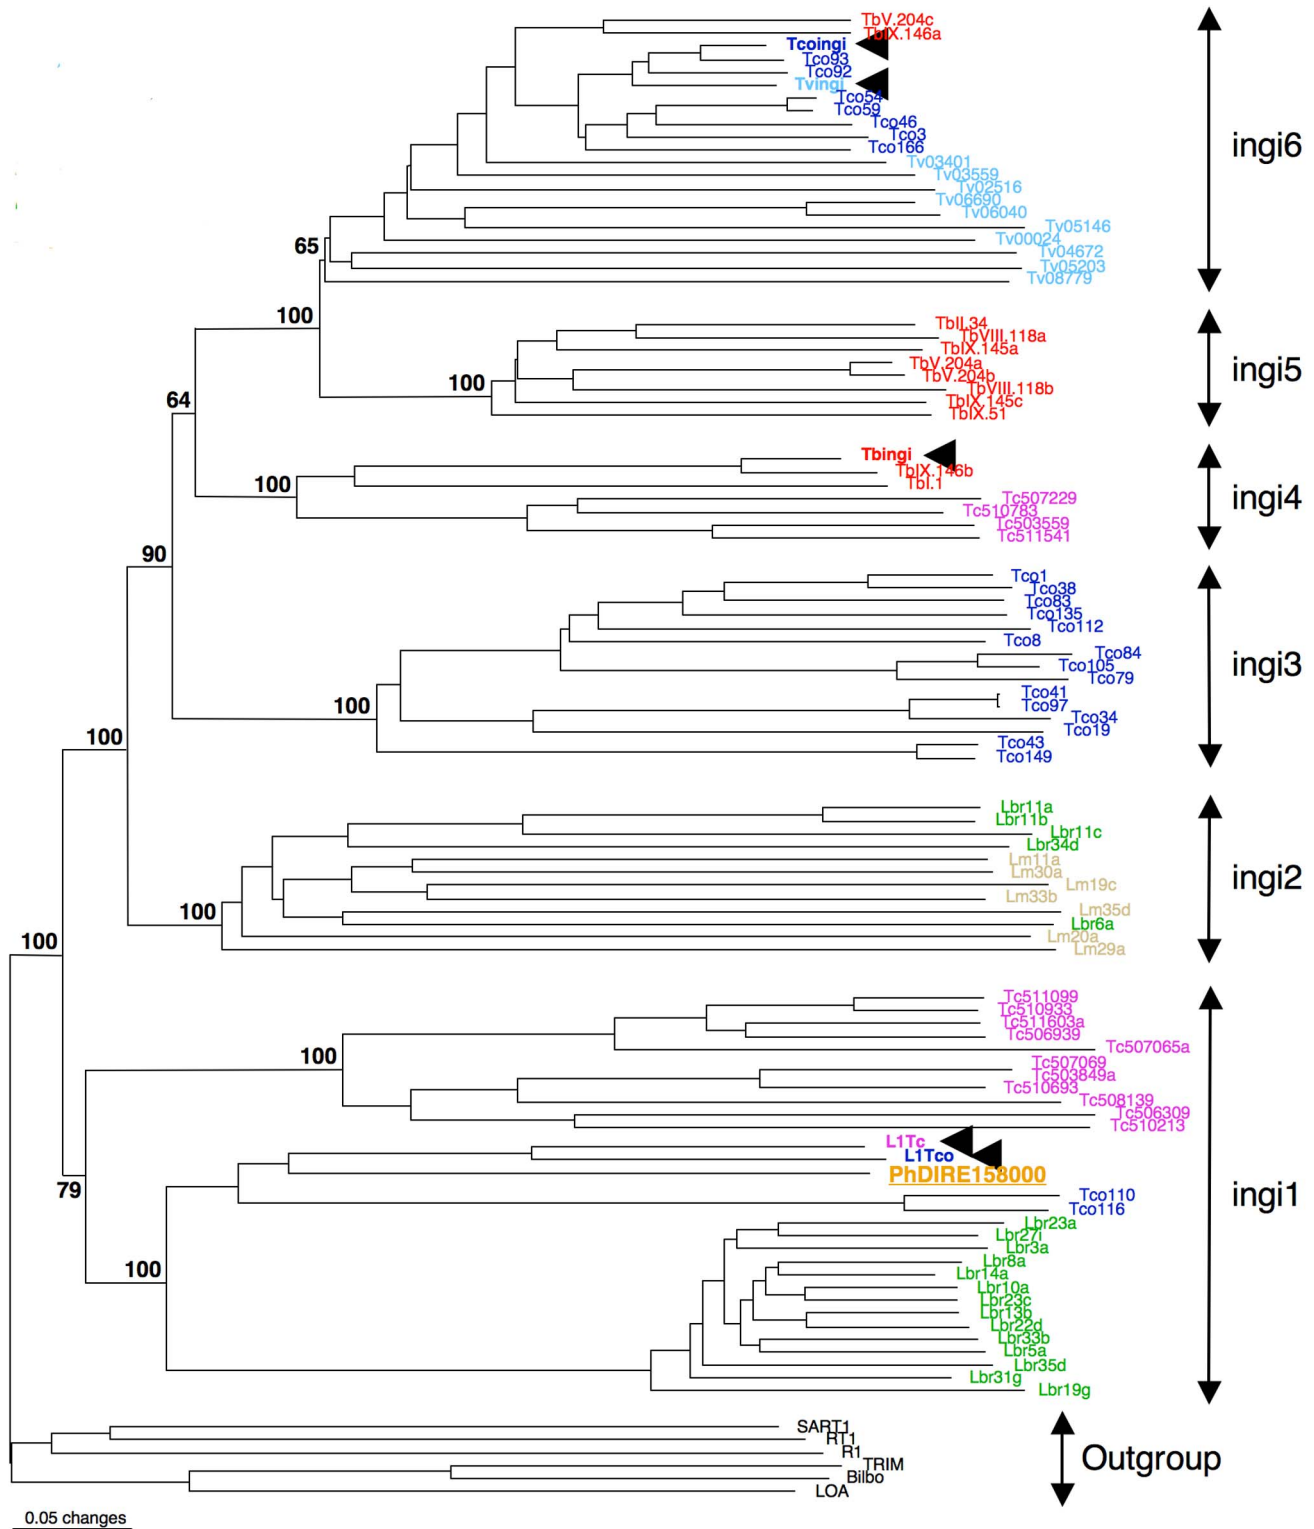 TbV.204c
TbIX.146a
Tcoingi
Tco93
Tco92
Tvingi
Tco54
Tco59
Tco46
Tco3
Tco166
ingi6
Tv03401
Tv03559
Tv02516
Tv06690
Tv06040
Tv05146
Tv00024
65
Tv04672
Tv05203
Tv08779
100
TbII.34
TbVIII.118a
TbIX.145a
TbV.204a
ingi5
TbV.204b
100
TbVIII.118b
64
TbIX.145c
TbIX.51
Tbingi
TbIX.146b
100
TbI.1
ingi4
Tc507229
Tc510783
Tc503559
Tc511541
90
Tco1
Tco38
Tco83
Tco135
Tco112
Tco8
Tco84
Tco105
ingi3
Tco79
Tco41
100
Tco97
Tco34
Tco19
100
Tco43
Tco149
Lbr11a
Lbr11b
Lbr11c
Lbr34d
Lm11a
Lm30a
ingi2
Lm19c
Lm33b
100
Lm35d
Lbr6a
100
Lm20a
Lm29a
Tc511099
Tc510933
Tc511603a
Tc506939
Tc507065a
100
Tc507069
Tc503849a
Tc510693
Tc508139
Tc506309
Tc510213
L1Tc
L1Tco
PhDIRE158000
79
Tco110
ingi1
Tco116
Lbr23a
Lbr27i
Lbr3a
100
Lbr8a
Lbr14a
Lbr10a
Lbr23c
Lbr13b
Lbr22d
Lbr33b
Lbr5a
Lbr35d
Lbr31g
Lbr19g
SART1
RT1
R1
Outgroup
TRIM
Bilbo
LOA
0.05 changes